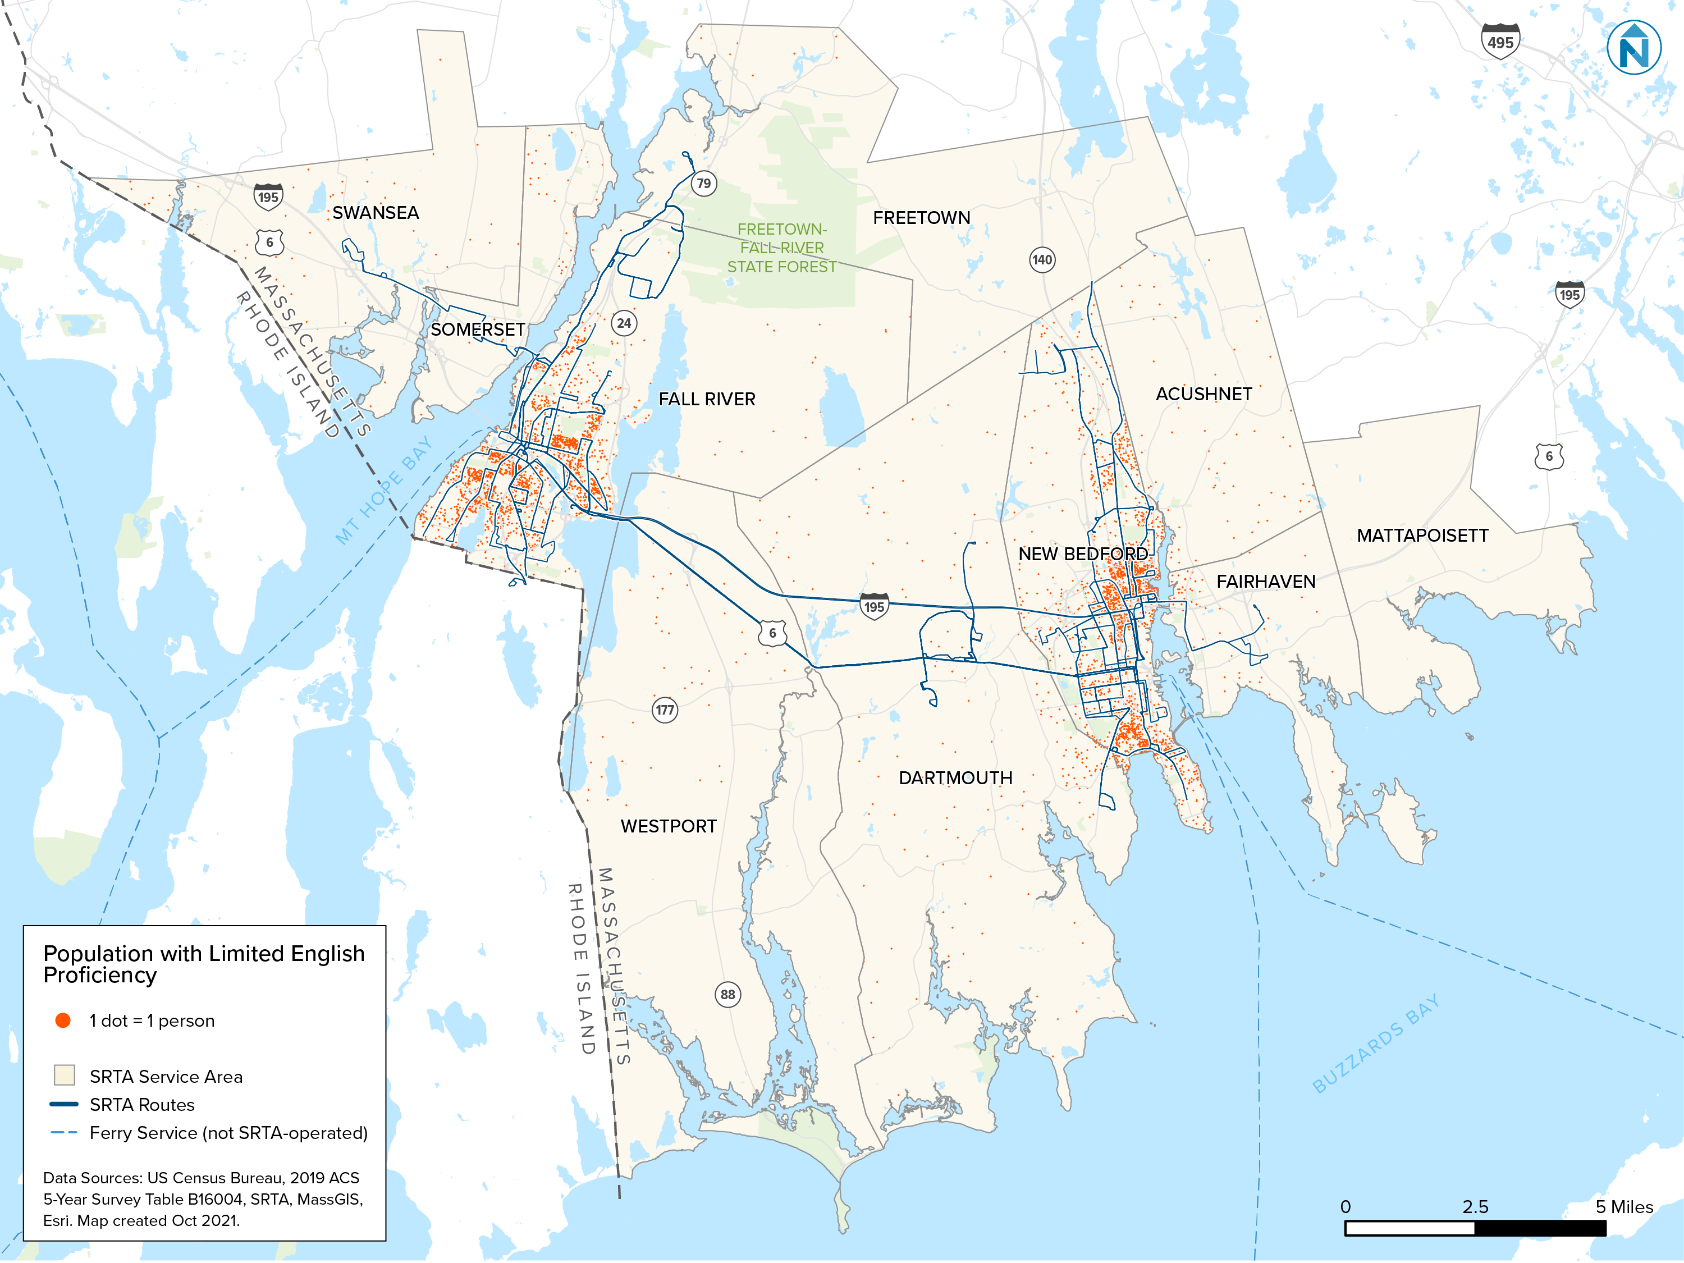 495
N
79
195
SWANSEA
FREETOWN
6
FREETOWN-
FALL RIVER
STATE FOREST
140
195
MASSACHUSETTS
RHODE ISLAND
SOMERSET
24
FALL RIVER
ACUSHNET
6
MT HOPE BAY
MATTAPOISETT
NEW BEDFORD
FAIRHAVEN
195
6
177
DARTMOUTH
WESTPORT
MASSACHUSETTS
RHODE ISLAND
88
BUZZARDS BAY
Population with Limited English
Proficiency
1 dot = 1 person
SRTA Service Area
SRTA Routes
Ferry Service (not SRTA-operated)
Data Sources: US Census Bureau, 2019 ACS
5-Year Survey Table B16004, SRTA, MassGIS,
Esri. Map created Oct 2021.
0 2.5 5 Miles